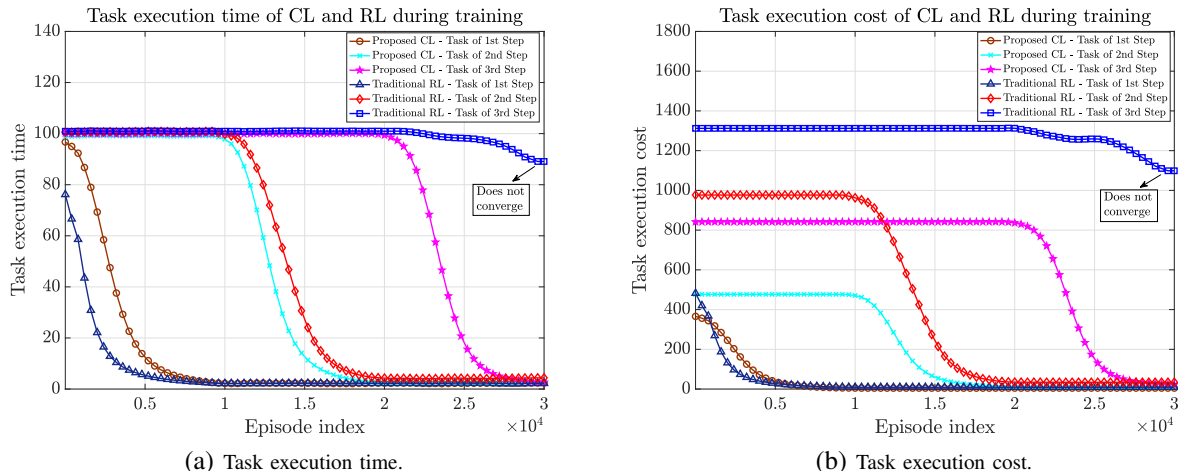 Task execution time of CL and RL during training
140
120
100
80
60
40
20
0
Task execution time
Proposed CL - Task of 1st Step
Proposed CL - Task of 2nd Step
Proposed CL - Task of 3rd Step
Traditional RL - Task of 1st Step
Traditional RL - Task of 2nd Step
Traditional RL - Task of 3rd Step
Does not
converge
0.5 1 1.5 2 2.5 3
Episode index
×10^4
(a) Task execution time.
Task execution cost of CL and RL during training
1800
1600
1400
1200
1000
800
600
400
200
0
Task execution cost
Proposed CL - Task of 1st Step
Proposed CL - Task of 2nd Step
Proposed CL - Task of 3rd Step
Traditional RL - Task of 1st Step
Traditional RL - Task of 2nd Step
Traditional RL - Task of 3rd Step
Does not
converge
0.5 1 1.5 2 2.5 3
Episode index
×10^4
(b) Task execution cost.